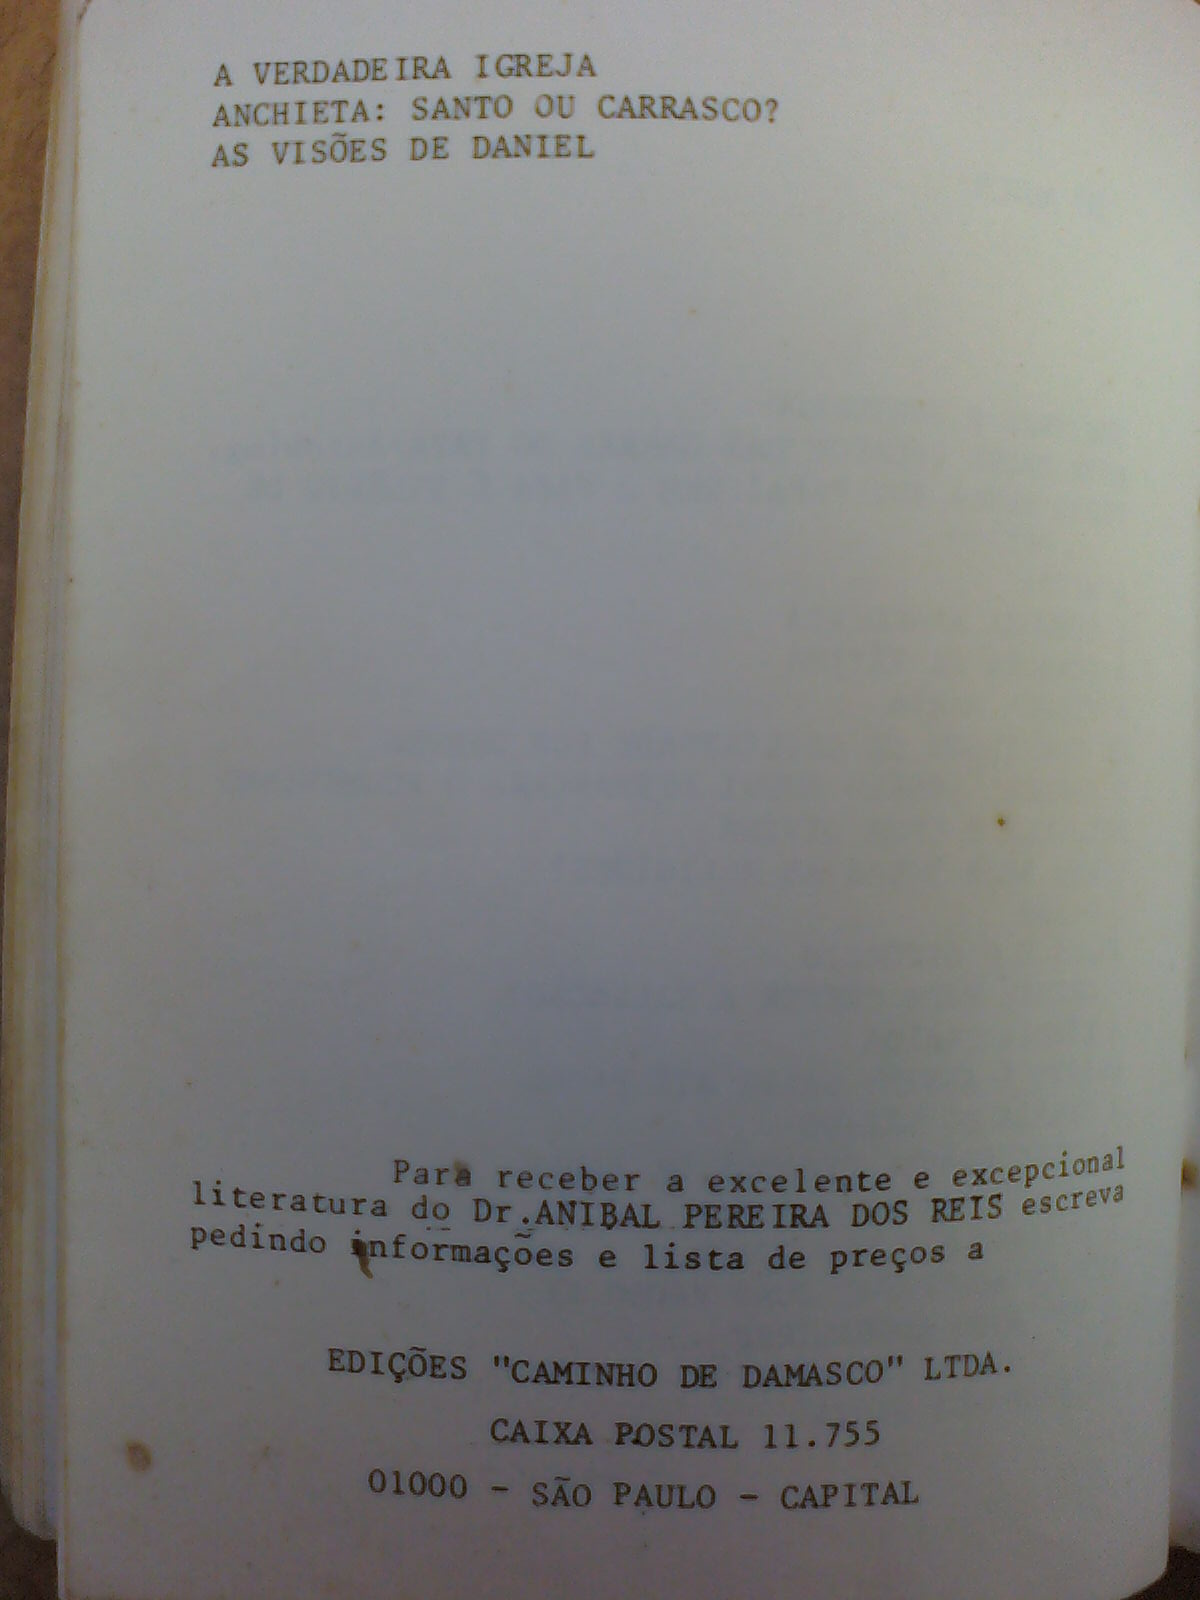 A VERDADEIRA IGREJA
ANCHIETA: SANTO OU CARRASCO?
AS VISÕES DE DANIEL
Para receber a excelente e excepcional
literatura do Dr.ANIBAL PEREIRA DOS REIS escreva
pedindo informações e lista de preços a
EDIÇÕES "CAMINHO DE DAMASCO" LTDA.
CAIXA POSTAL 11.755
01000 - SÃO PAULO - CAPITAL